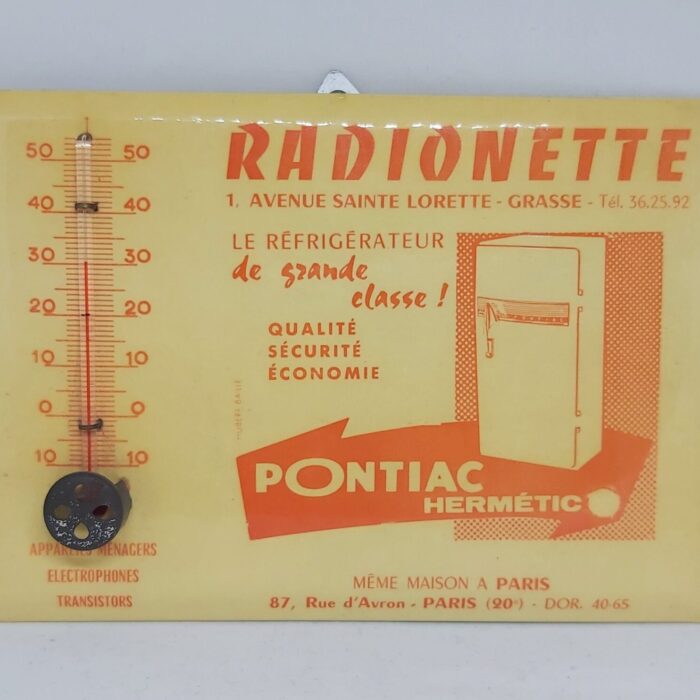 RADIONETTE
1, AVENUE SAINTE LORETTE - GRASSE - Tél. 36.25.92
50 50
40 40
30 30
20 20
10 10
0 0
10 10
LE RÉFRIGÉRATEUR
de grande
classe !
QUALITÉ
SÉCURITÉ
ÉCONOMIE
PONTIAC
HERMÉTIC
APPAREILS MENAGERS
ELECTROPHONES
TRANSISTORS
MÊME MAISON A PARIS
87, Rue d'Avron - PARIS (20e) - DOR. 40-65